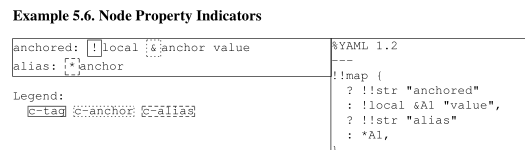 Example 5.6. Node Property Indicators
anchored: !local &anchor value
alias: *anchor
Legend:
c-tag c-anchor c-alias
%YAML 1.2
---
!!map {
? !!str "anchored"
: !local &A1 "value",
? !!str "alias"
: *A1,
}